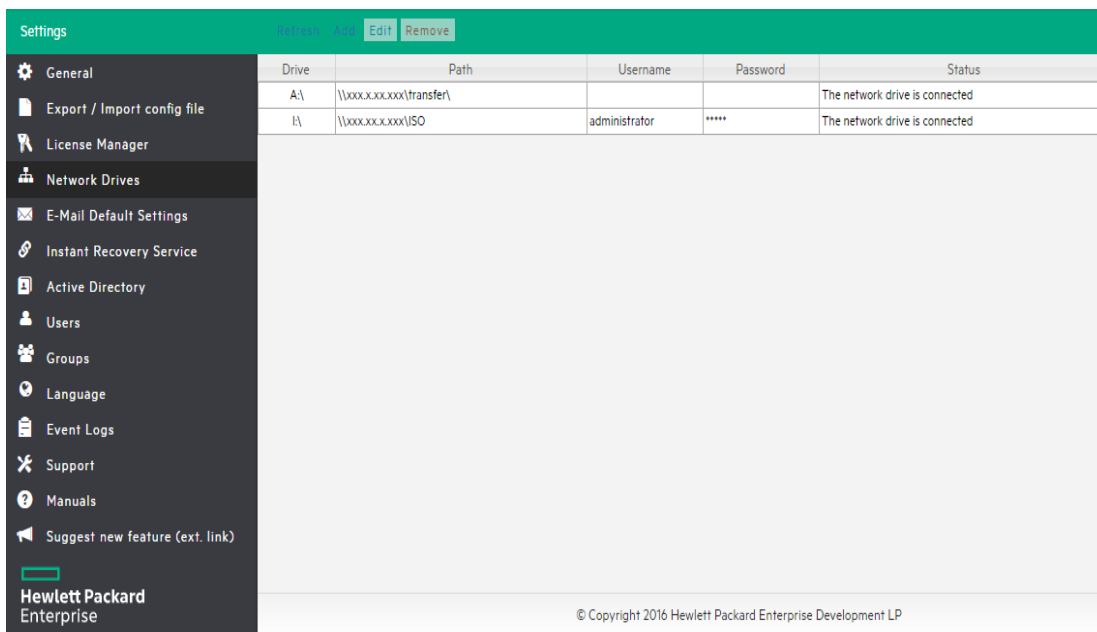 Settings
Refresh Add Edit Remove
General
Export / Import config file
License Manager
Network Drives
E-Mail Default Settings
Instant Recovery Service
Active Directory
Users
Groups
Language
Event Logs
Support
Manuals
Suggest new feature (ext. link)
Hewlett Packard
Enterprise
Drive Path Username Password Status
A:\ \\xxx.x.xx.xxx\transfer\ The network drive is connected
I:\ \\xxx.xx.x.xxx\ISO administrator ***** The network drive is connected
© Copyright 2016 Hewlett Packard Enterprise Development LP